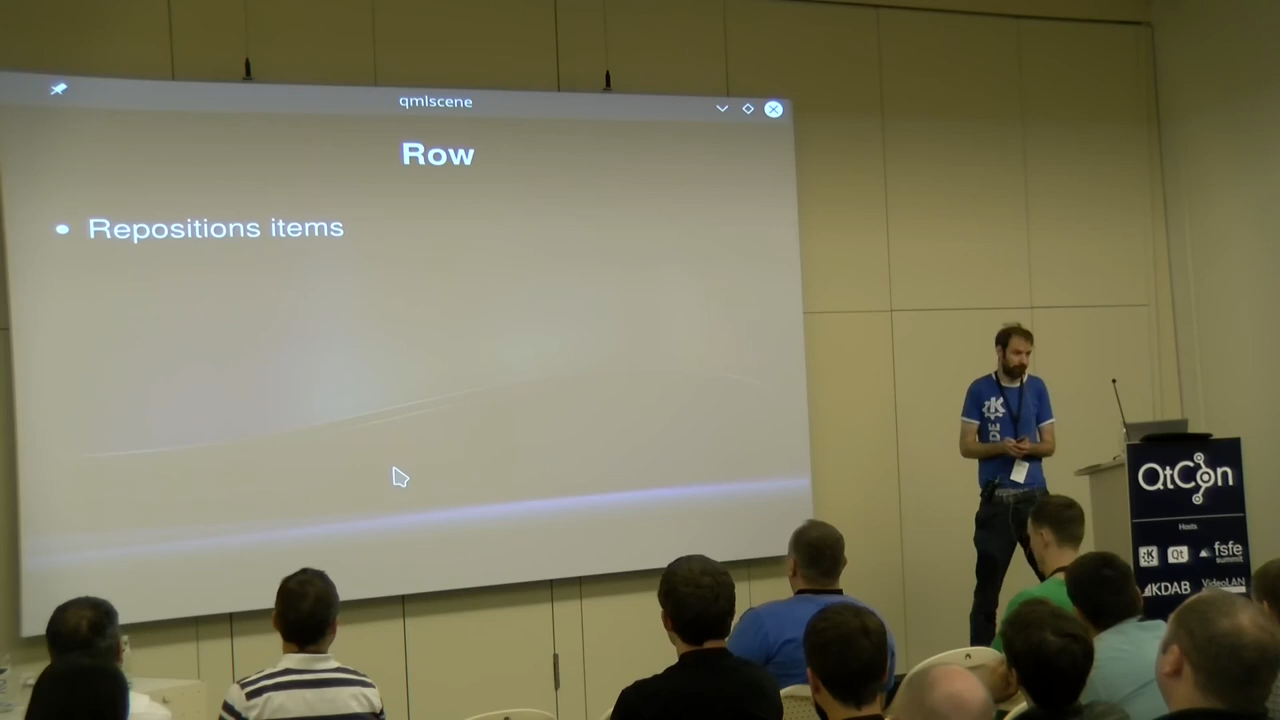 qmlscene
Row
• Repositions items
KDE
QtCon
Hosts
Qt
fsfe
summit
KDAB
VideoLAN